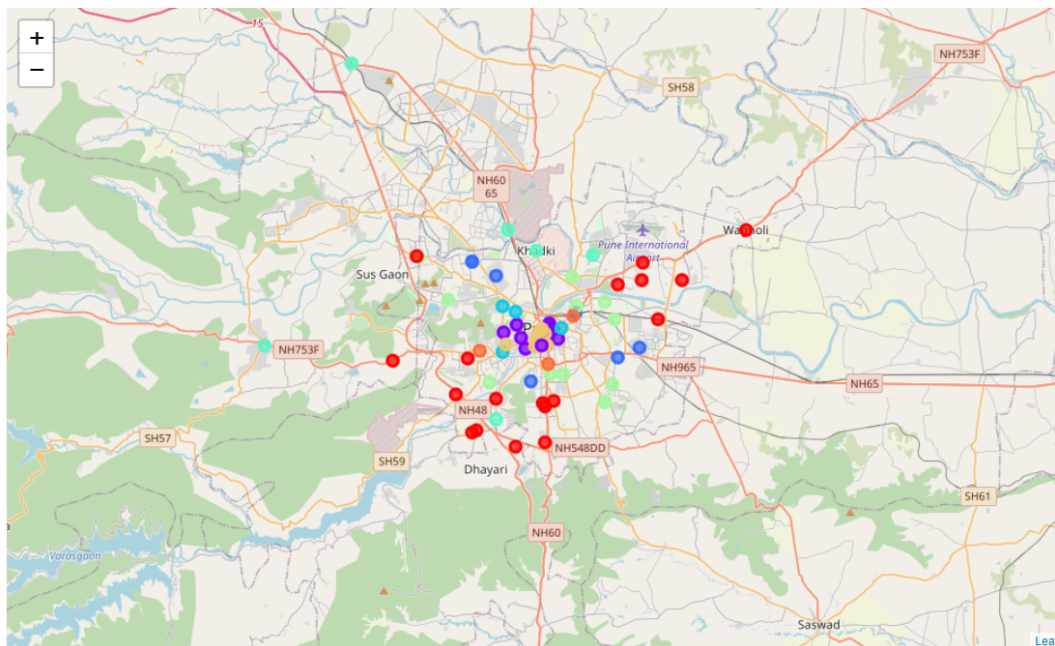 +
−
15
NH753F
SH58
NH60
65
Khadki
Pune International
Airport
Sus Gaon
NH753F
NH965
NH65
NH48
SH57
SH59
NH548DD
Dhayari
SH61
NH60
Varasgaon
Saswad
Lea